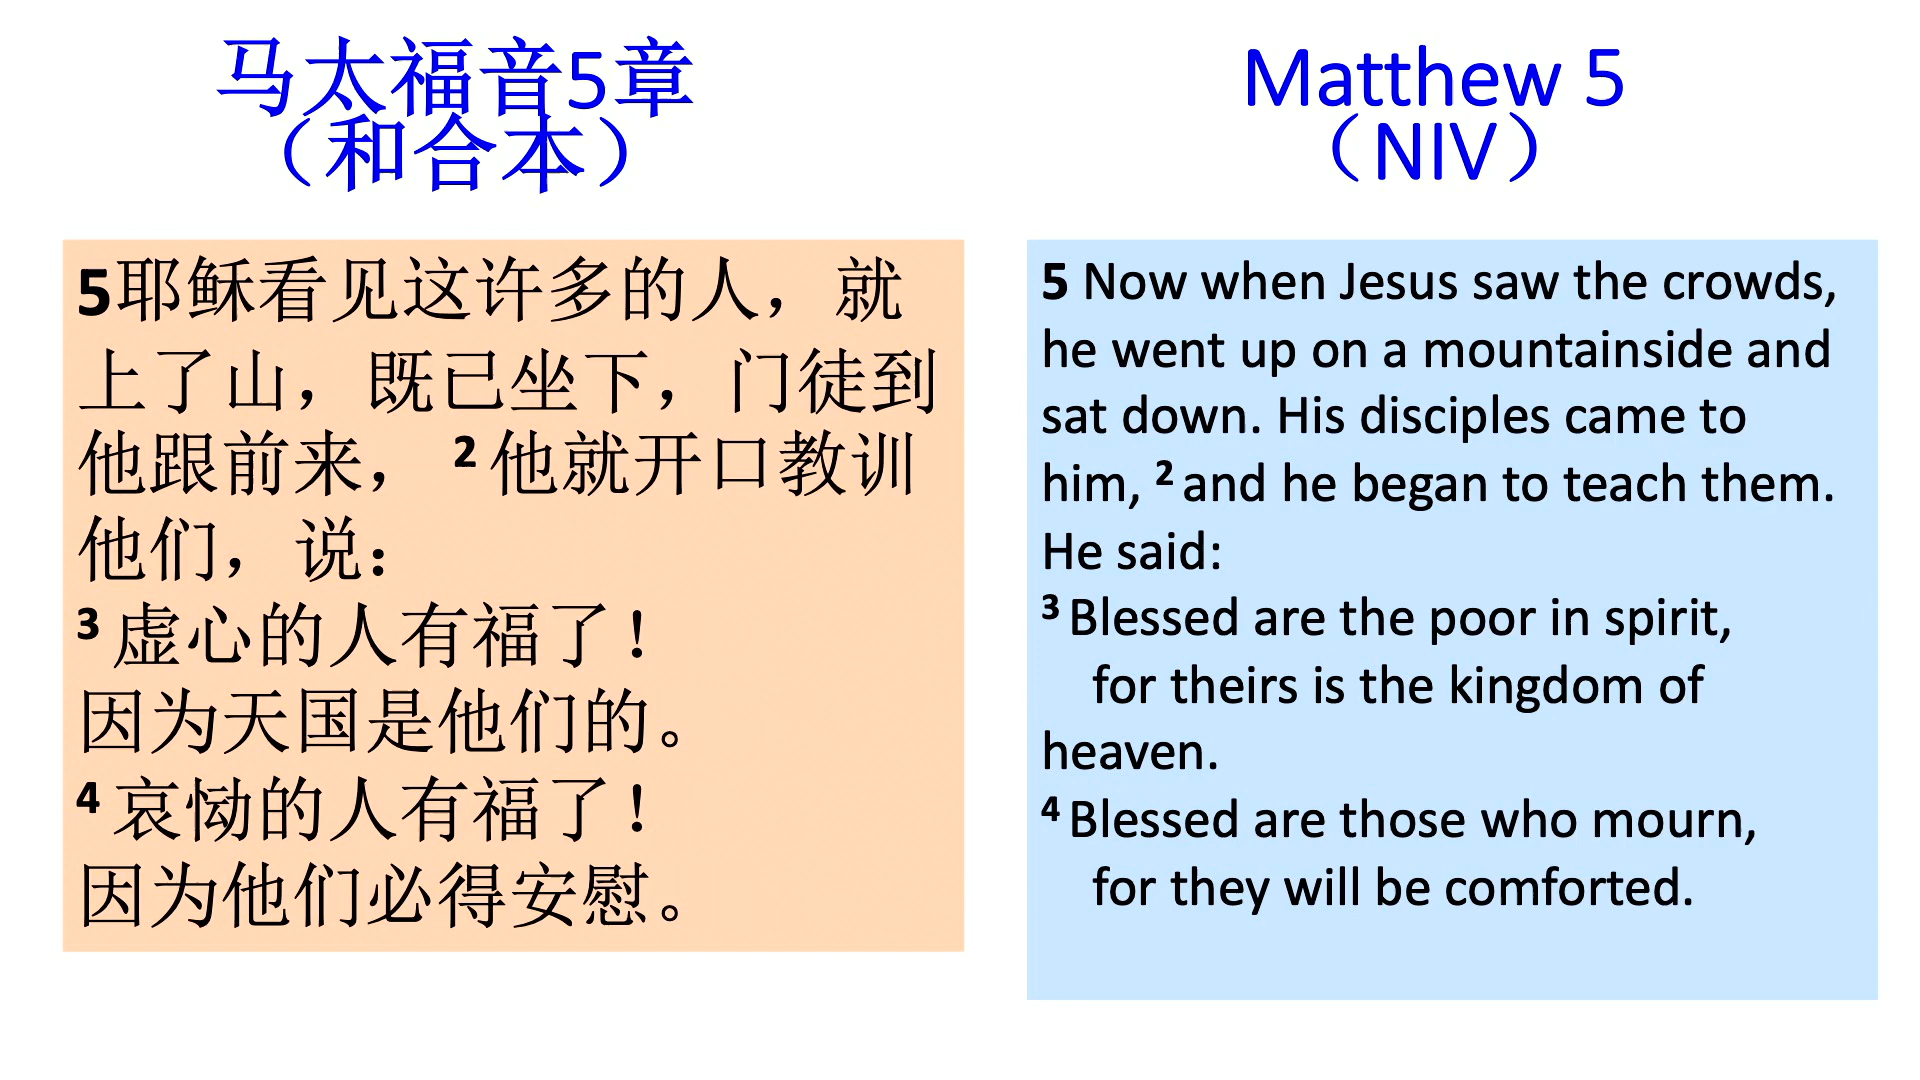 马太福音5章
（和合本）
5耶稣看见这许多的人，就
上了山，既已坐下，门徒到
他跟前来， 2 他就开口教训
他们，说：
3 虚心的人有福了！
因为天国是他们的。
4 哀恸的人有福了！
因为他们必得安慰。
Matthew 5
（NIV）
5 Now when Jesus saw the crowds,
he went up on a mountainside and
sat down. His disciples came to
him, 2 and he began to teach them.
He said:
3 Blessed are the poor in spirit,
for theirs is the kingdom of
heaven.
4 Blessed are those who mourn,
for they will be comforted.